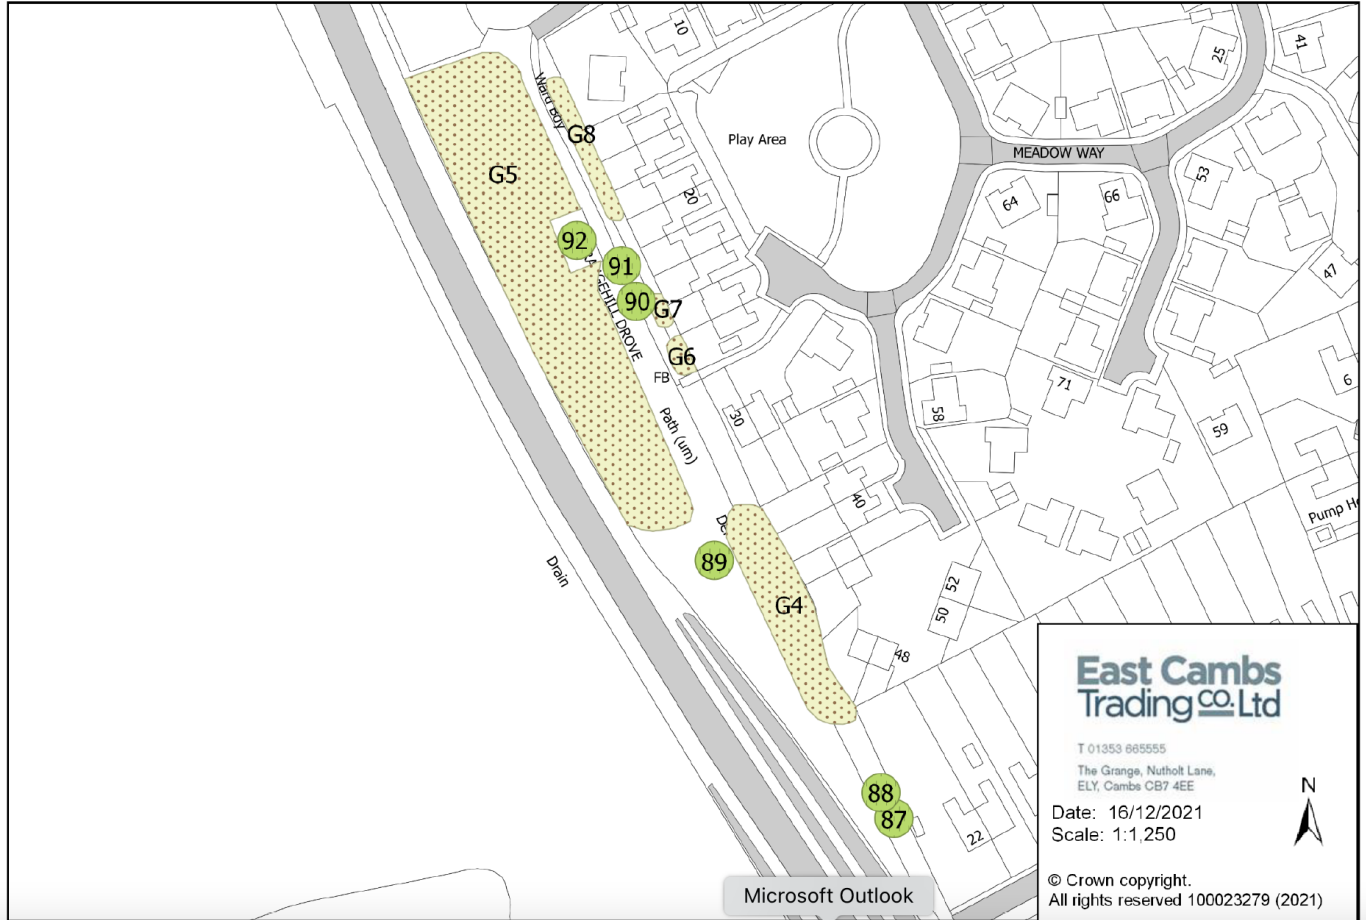 10
25
41
Ward Bdy
G8
Play Area
MEADOW WAY
G5
53
20
64
66
92
91
47
90
G7
G6
FB
71
6
30
58
Path (um)
59
40
Pump
89
Drain
52
G4
50
48
East Cambs
Trading CO. Ltd
T 01353 665555
The Grange, Nutholt Lane,
ELY, Cambs CB7 4EE
N
88
87
22
Date: 16/12/2021
Scale: 1:1,250
© Crown copyright.
All rights reserved 100023279 (2021)
Microsoft Outlook